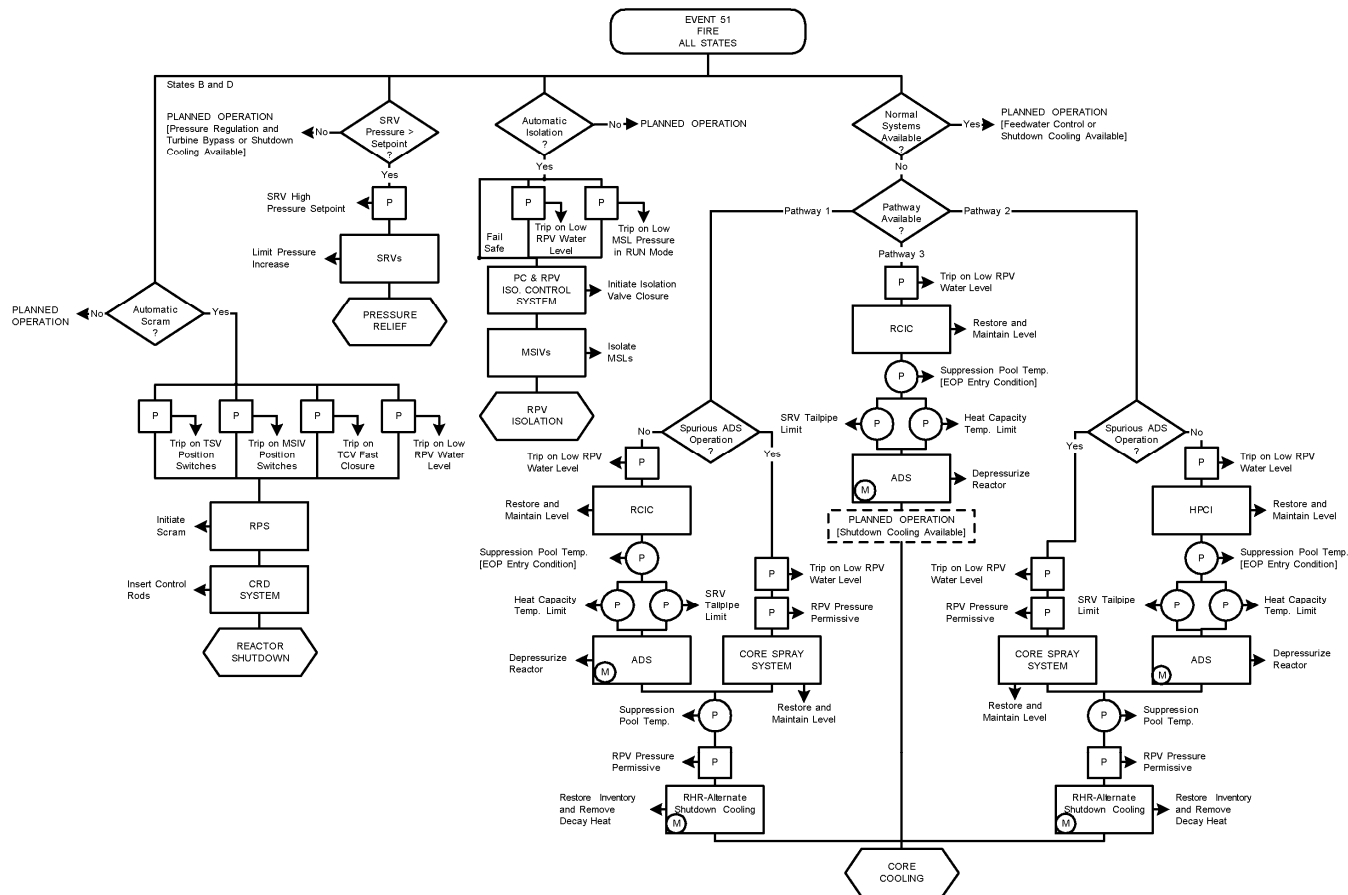 EVENT 51
FIRE
ALL STATES
States B and D
PLANNED OPERATION
[Pressure Regulation and
Turbine Bypass or Shutdown
Cooling Available]
No
SRV
Pressure >
Setpoint
?
Yes
SRV High
Pressure Setpoint
P
Limit Pressure
Increase
SRVs
PRESSURE
RELIEF
Automatic
Isolation
?
No
PLANNED OPERATION
Yes
P
P
Fail
Safe
Trip on Low
RPV Water
Level
Trip on Low
MSL Pressure
in RUN Mode
PC & RPV
ISO. CONTROL
SYSTEM
Initiate Isolation
Valve Closure
MSIVs
Isolate
MSLs
RPV
ISOLATION
Normal
Systems
Available
?
Yes
PLANNED OPERATION
[Feedwater Control or
Shutdown Cooling Available]
No
Pathway 1
Pathway
Available
?
Pathway 2
Pathway 3
P
Trip on Low RPV
Water Level
RCIC
Restore and
Maintain Level
P
Suppression Pool Temp.
[EOP Entry Condition]
SRV Tailpipe
Limit
P
P
Heat Capacity
Temp. Limit
ADS
M
Depressurize
Reactor
PLANNED OPERATION
[Shutdown Cooling Available]
PLANNED
OPERATION
No
Automatic
Scram
?
Yes
P
P
P
P
Trip on TSV
Position
Switches
Trip on MSIV
Position
Switches
Trip on
TCV Fast
Closure
Trip on Low
RPV Water
Level
Initiate
Scram
RPS
Insert Control
Rods
CRD
SYSTEM
REACTOR
SHUTDOWN
No
Spurious ADS
Operation
?
Yes
Trip on Low RPV
Water Level
P
Restore and
Maintain Level
RCIC
Suppression Pool Temp.
[EOP Entry Condition]
P
Heat Capacity
Temp. Limit
P
P
SRV
Tailpipe
Limit
Depressurize
Reactor
ADS
M
P
Trip on Low RPV
Water Level
P
RPV Pressure
Permissive
CORE SPRAY
SYSTEM
Restore and
Maintain Level
Suppression
Pool Temp.
P
RPV Pressure
Permissive
P
Restore Inventory
and Remove
Decay Heat
RHR-Alternate
Shutdown Cooling
M
Yes
Spurious ADS
Operation
?
No
P
Trip on Low RPV
Water Level
HPCI
Restore and
Maintain Level
P
Suppression Pool Temp.
[EOP Entry Condition]
SRV Tailpipe
Limit
P
P
Heat Capacity
Temp. Limit
ADS
M
Depressurize
Reactor
Trip on Low RPV
Water Level
P
RPV Pressure
Permissive
P
CORE SPRAY
SYSTEM
Restore and
Maintain Level
P
Suppression
Pool Temp.
P
RPV Pressure
Permissive
RHR-Alternate
Shutdown Cooling
M
Restore Inventory
and Remove
Decay Heat
CORE
COOLING